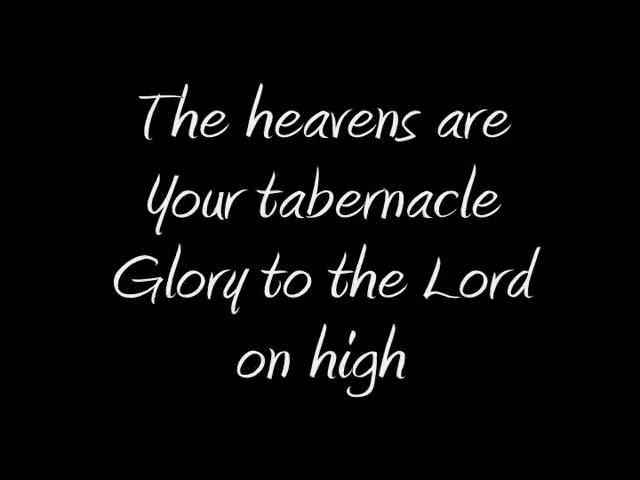 The heavens are
Your tabernacle
Glory to the Lord
on high